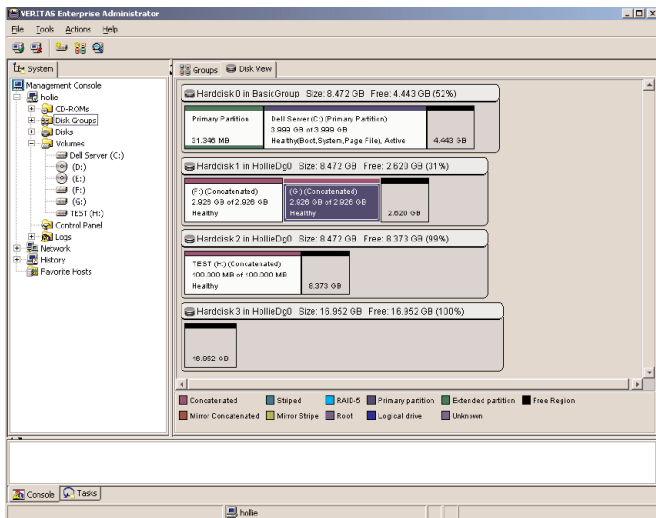 VERITAS Enterprise Administrator
File Tools Actions Help
System
Management Console
hollie
CD-ROMs
Disk Groups
Disks
Volumes
Dell Server (C:)
(D:)
(E:)
(F:)
(G:)
TEST (H:)
Control Panel
Logs
Network
History
Favorite Hosts
Groups Disk View
Harddisk 0 in BasicGroup Size: 8.472 GB Free: 4.443 GB (52%)
Primary Partition
31.346 MB
Dell Server (C:) (Primary Partition)
3.999 GB of 3.999 GB
Healthy(Boot,System,Page File), Active
4.443 GB
Harddisk 1 in HollieDg0 Size: 8.472 GB Free: 2.620 GB (31%)
(F:) (Concatenated)
2.926 GB of 2.926 GB
Healthy
(G:) (Concatenated)
2.926 GB of 2.926 GB
Healthy
2.620 GB
Harddisk 2 in HollieDg0 Size: 8.472 GB Free: 8.373 GB (99%)
TEST (H:) (Concatenated)
100.000 MB of 100.000 MB
Healthy
8.373 GB
Harddisk 3 in HollieDg0 Size: 16.952 GB Free: 16.952 GB (100%)
16.952 GB
Concatenated Striped RAID-5 Primary partition Extended partition Free Region
Mirror Concatenated Mirror Stripe Root Logical drive Unknown
Console Tasks
hollie